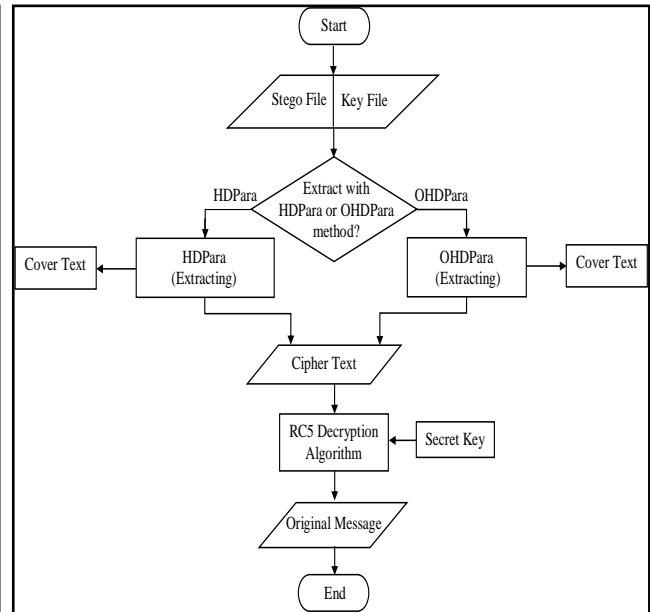 Start
Stego File
Key File
HDPara
Extract with
HDPara or OHDPara
method?
OHDPara
Cover Text
HDPara
(Extracting)
OHDPara
(Extracting)
Cover Text
Cipher Text
RC5 Decryption
Algorithm
Secret Key
Original Message
End